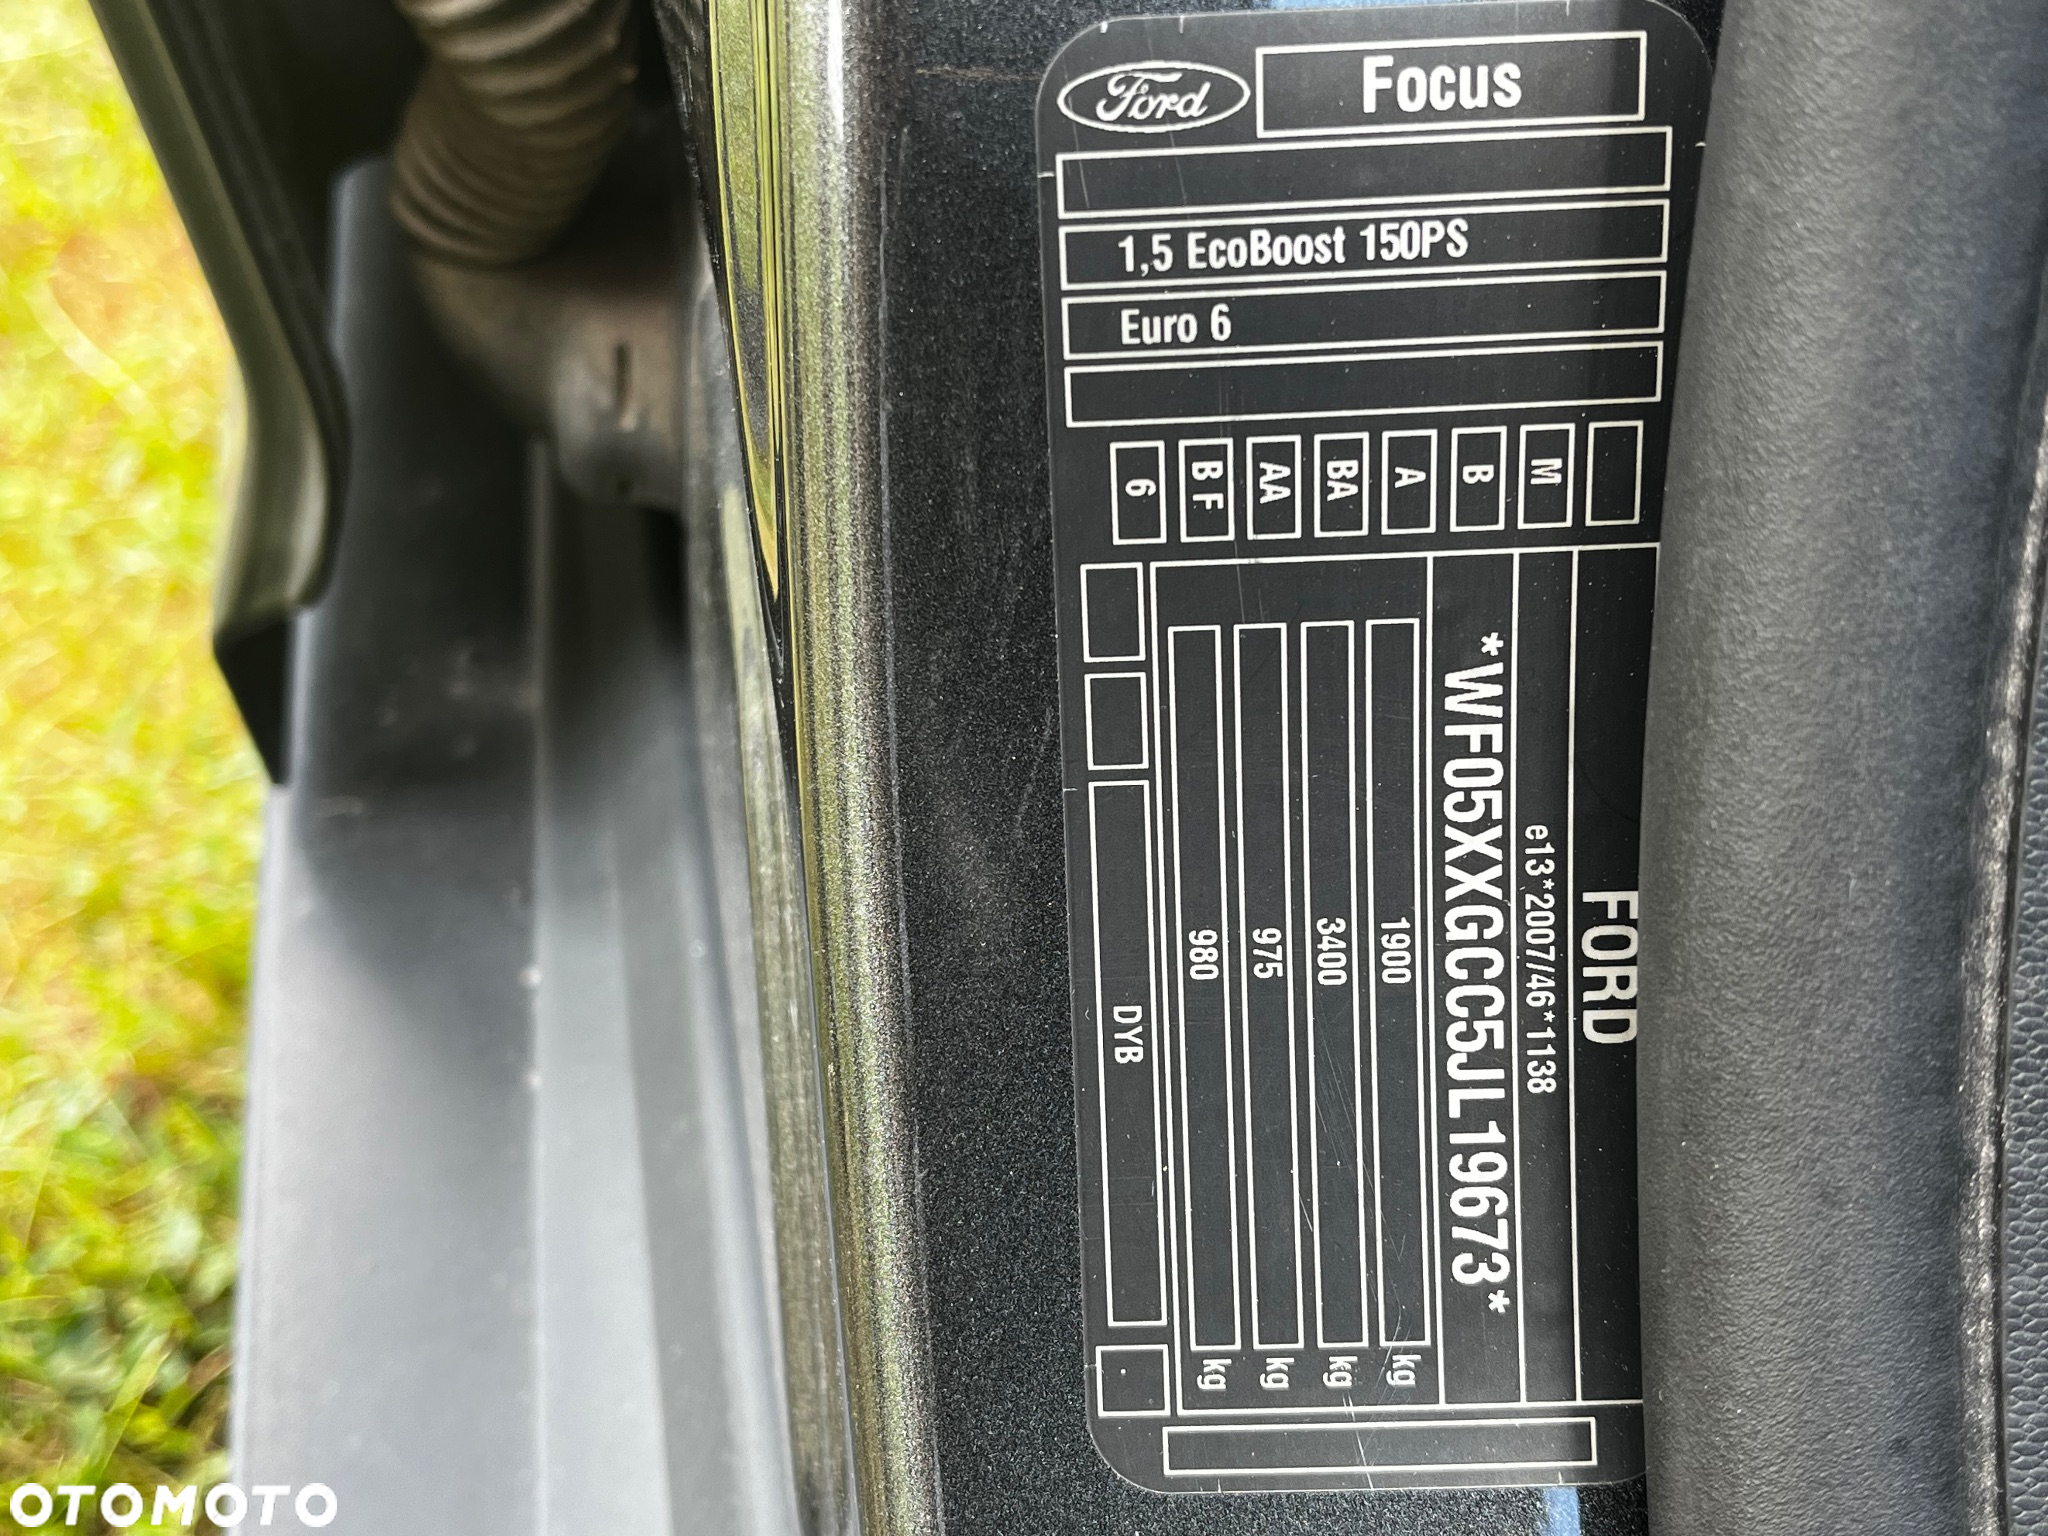 Ford
Focus
1,5 EcoBoost 150PS
Euro 6
6
B F
AA
BA
A
B
M
FORD
e13*2007/46*1138
*WF05XXGCC5JL19673*
1900 kg
3400 kg
975 kg
980 kg
DYB
OTOMOTO